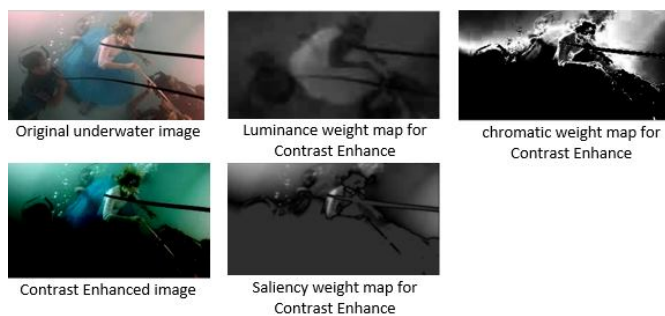 Original underwater image
Luminance weight map for
Contrast Enhance
chromatic weight map for
Contrast Enhance
Contrast Enhanced image
Saliency weight map for
Contrast Enhance